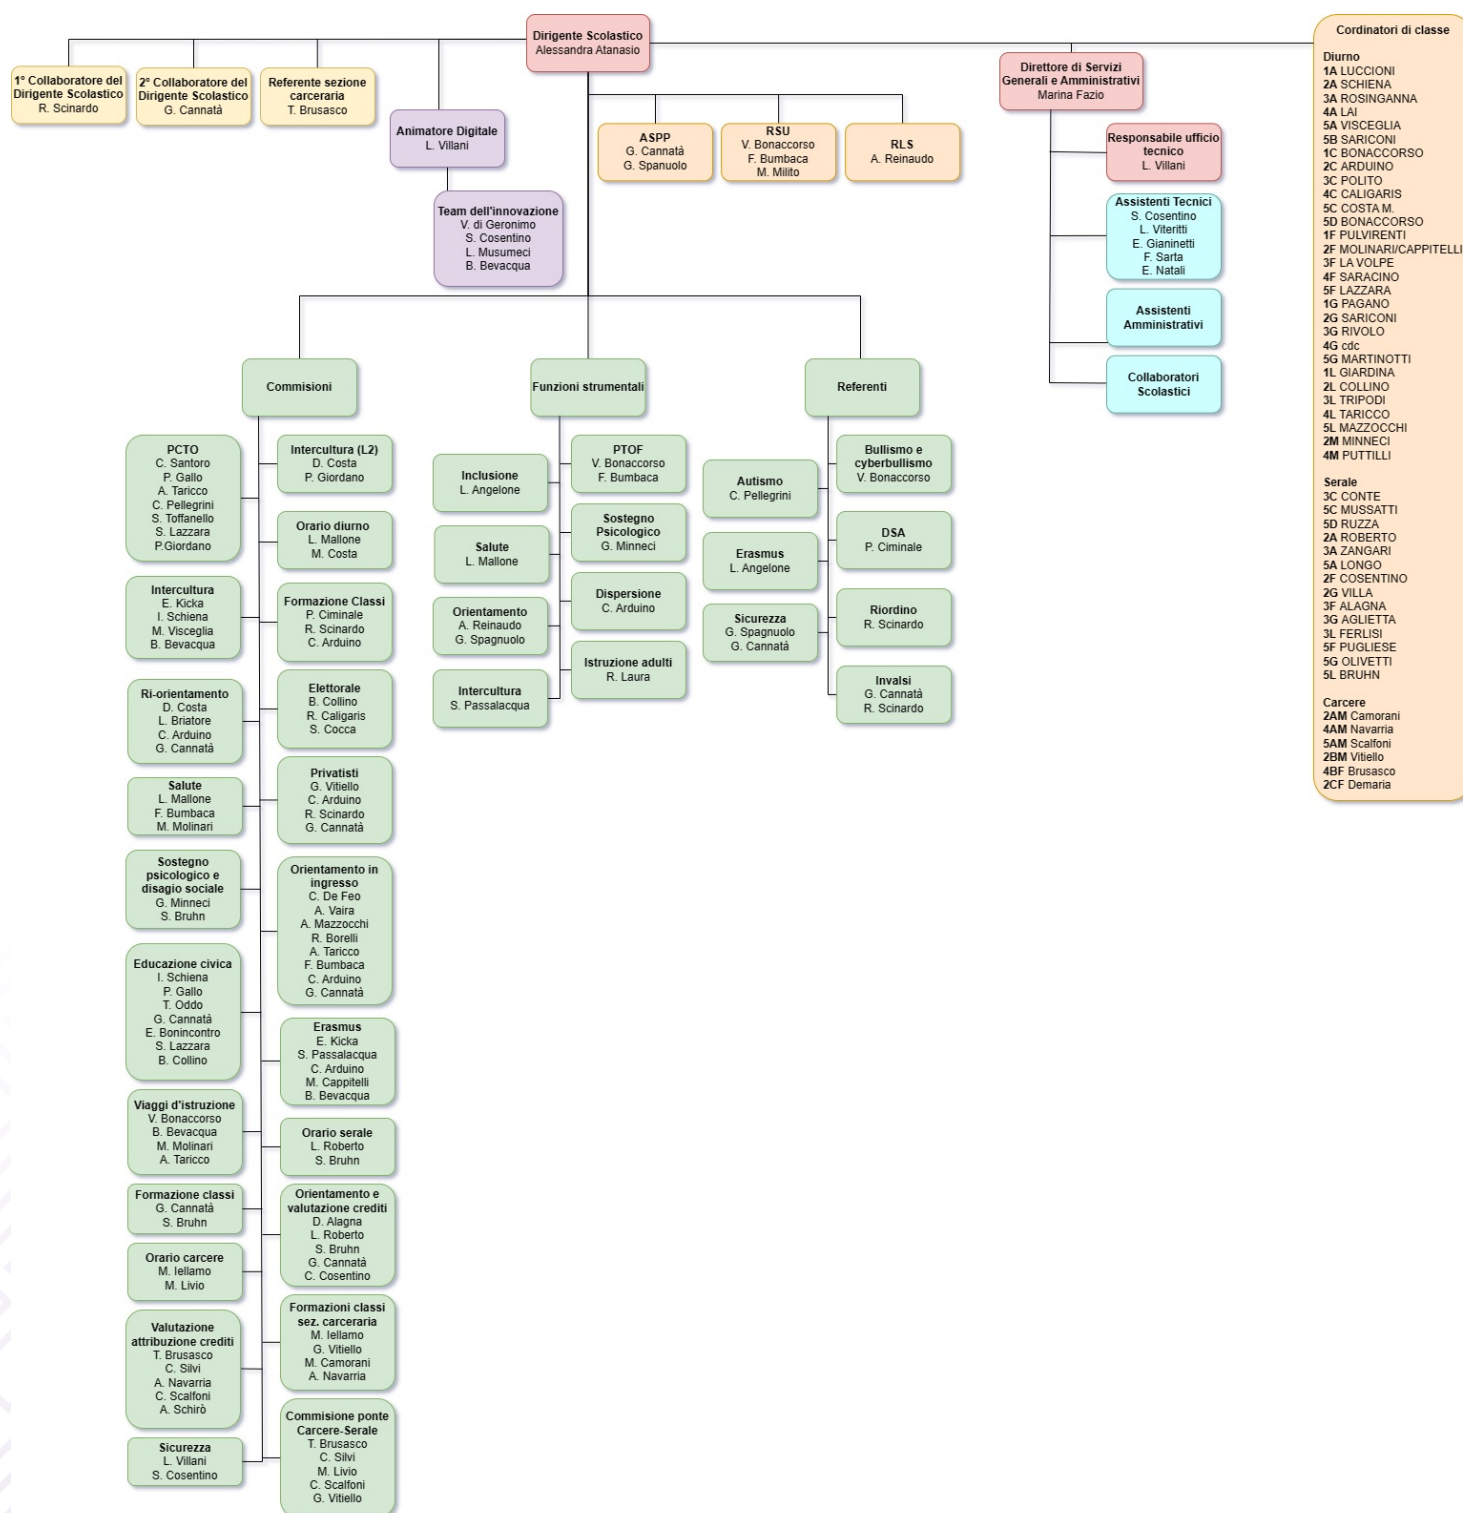 Dirigente Scolastico
Alessandra Atanasio
1° Collaboratore del
Dirigente Scolastico
R. Scinardo
2° Collaboratore del
Dirigente Scolastico
G. Cannatà
Referente sezione
carceraria
T. Brusasco
Animatore Digitale
L. Villani
Team dell'innovazione
V. di Geronimo
S. Cosentino
L. Musumeci
B. Bevacqua
ASPP
G. Cannatà
G. Spanuolo
RSU
V. Bonaccorso
F. Bumbaca
M. Milito
RLS
A. Reinaudo
Direttore di Servizi
Generali e Amministrativi
Marina Fazio
Responsabile ufficio
tecnico
L. Villani
Assistenti Tecnici
S. Cosentino
L. Viteritti
E. Gianinetti
F. Sarta
E. Natali
Assistenti
Amministrativi
Collaboratori
Scolastici
Commisioni
PCTO
C. Santoro
P. Gallo
A. Taricco
C. Pellegrini
S. Toffanello
S. Lazzara
P.Giordano
Intercultura (L2)
D. Costa
P. Giordano
Orario diurno
L. Mallone
M. Costa
Intercultura
E. Kicka
I. Schiena
M. Visceglia
B. Bevacqua
Formazione Classi
P. Ciminale
R. Scinardo
C. Arduino
Ri-orientamento
D. Costa
L. Briatore
C. Arduino
G. Cannatà
Elettorale
B. Collino
R. Caligaris
S. Cocca
Salute
L. Mallone
F. Bumbaca
M. Molinari
Privatisti
G. Vitiello
C. Arduino
R. Scinardo
G. Cannatà
Sostegno
psicologico e
disagio sociale
G. Minneci
S. Bruhn
Orientamento in
ingresso
C. De Feo
A. Vaira
A. Mazzocchi
R. Borelli
A. Taricco
F. Bumbaca
C. Arduino
G. Cannatà
Educazione civica
I. Schiena
P. Gallo
T. Oddo
G. Cannatà
E. Bonincontro
S. Lazzara
B. Collino
Erasmus
E. Kicka
S. Passalacqua
C. Arduino
M. Cappitelli
B. Bevacqua
Viaggi d'istruzione
V. Bonaccorso
B. Bevacqua
M. Molinari
A. Taricco
Orario serale
L. Roberto
S. Bruhn
Formazione classi
G. Cannatà
S. Bruhn
Orientamento e
valutazione crediti
D. Alagna
L. Roberto
S. Bruhn
G. Cannatà
C. Cosentino
Orario carcere
M. Iellamo
M. Livio
Formazioni classi
sez. carceraria
M. Iellamo
G. Vitiello
M. Camorani
A. Navarria
Valutazione
attribuzione crediti
T. Brusasco
C. Silvi
A. Navarria
C. Scalfoni
A. Schirò
Commisione ponte
Carcere-Serale
T. Brusasco
C. Silvi
M. Livio
C. Scalfoni
G. Vitiello
Sicurezza
L. Villani
S. Cosentino
Funzioni strumentali
Inclusione
L. Angelone
PTOF
V. Bonaccorso
F. Bumbaca
Salute
L. Mallone
Sostegno
Psicologico
G. Minneci
Orientamento
A. Reinaudo
G. Spagnuolo
Dispersione
C. Arduino
Intercultura
S. Passalacqua
Istruzione adulti
R. Laura
Referenti
Autismo
C. Pellegrini
Bullismo e
cyberbullismo
V. Bonaccorso
Erasmus
L. Angelone
DSA
P. Ciminale
Sicurezza
G. Spagnuolo
G. Cannatà
Riordino
R. Scinardo
Invalsi
G. Cannatà
R. Scinardo
Cordinatori di classe
Diurno
1A LUCCIONI
2A SCHIENA
3A ROSINGANNA
4A LAI
5A VISCEGLIA
5B SARICONI
1C BONACCORSO
2C ARDUINO
3C POLITO
4C CALIGARIS
5C COSTA M.
5D BONACCORSO
1F PULVIRENTI
2F MOLINARI/CAPPITELLI
3F LA VOLPE
4F SARACINO
5F LAZZARA
1G PAGANO
2G SARICONI
3G RIVOLO
4G cdc
5G MARTINOTTI
1L GIARDINA
2L COLLINO
3L TRIPODI
4L TARICCO
5L MAZZOCCHI
2M MINNECI
4M PUTTILLI
Serale
3C CONTE
5C MUSSATTI
5D RUZZA
2A ROBERTO
3A ZANGARI
5A LONGO
2F COSENTINO
2G VILLA
3F ALAGNA
3G AGLIETTA
3L FERLISI
5F PUGLIESE
5G OLIVETTI
5L BRUHN
Carcere
2AM Camorani
4AM Navarria
5AM Scalfoni
2BM Vitiello
4BF Brusasco
2CF Demaria